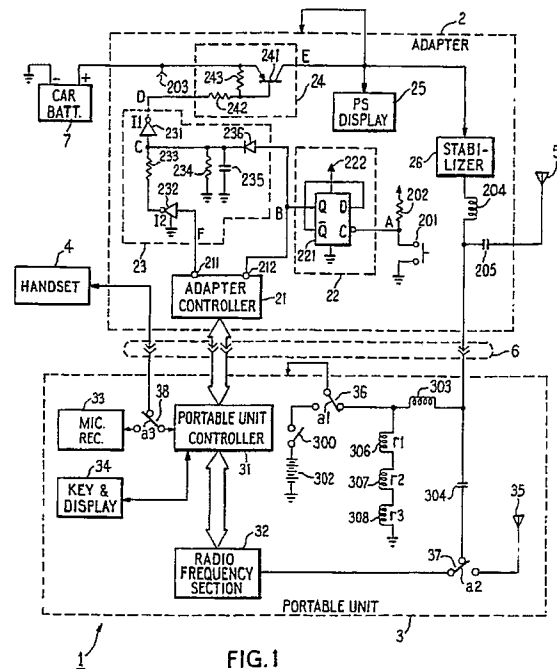 2
ADAPTER
241
E
243
24
203
D
242
PS
DISPLAY
25
- +
CAR
BATT.
7
I1
231
236
C
233
234
235
232
I2
F
23
222
Q D
Q̅ C
221
22
B
202
A
201
STABI-
LIZER
26
204
205
5
211
212
ADAPTER
CONTROLLER
21
4
HANDSET
6
33
MIC.
REC.
38
a3
PORTABLE UNIT
CONTROLLER
31
36
a1
300
302
303
306
r1
307
r2
308
r3
304
35
34
KEY &
DISPLAY
32
RADIO
FREQUENCY
SECTION
37
a2
PORTABLE UNIT
3
1
FIG.1